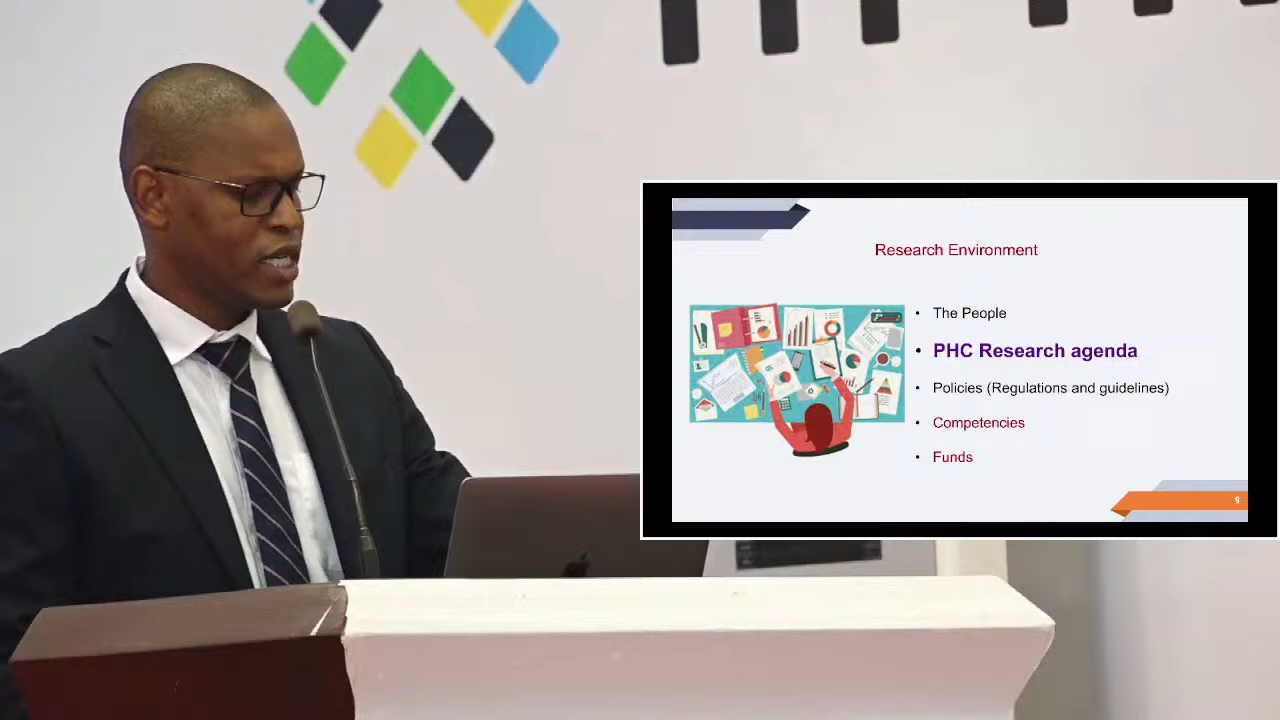 Research Environment
• The People
• PHC Research agenda
• Policies (Regulations and guidelines)
• Competencies
• Funds
9